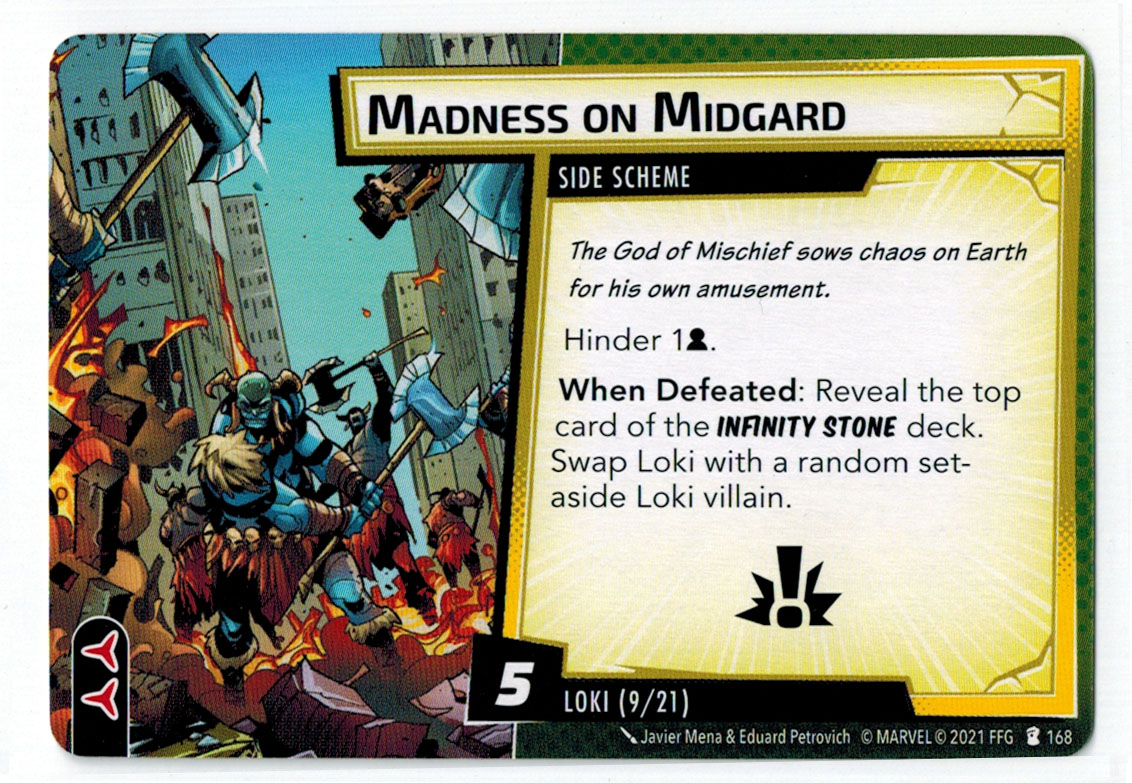 MADNESS ON MIDGARD
SIDE SCHEME
The God of Mischief sows chaos on Earth
for his own amusement.
Hinder 1.
When Defeated: Reveal the top
card of the INFINITY STONE deck.
Swap Loki with a random set-
aside Loki villain.
5
LOKI (9/21)
Javier Mena & Eduard Petrovich © MARVEL © 2021 FFG 168